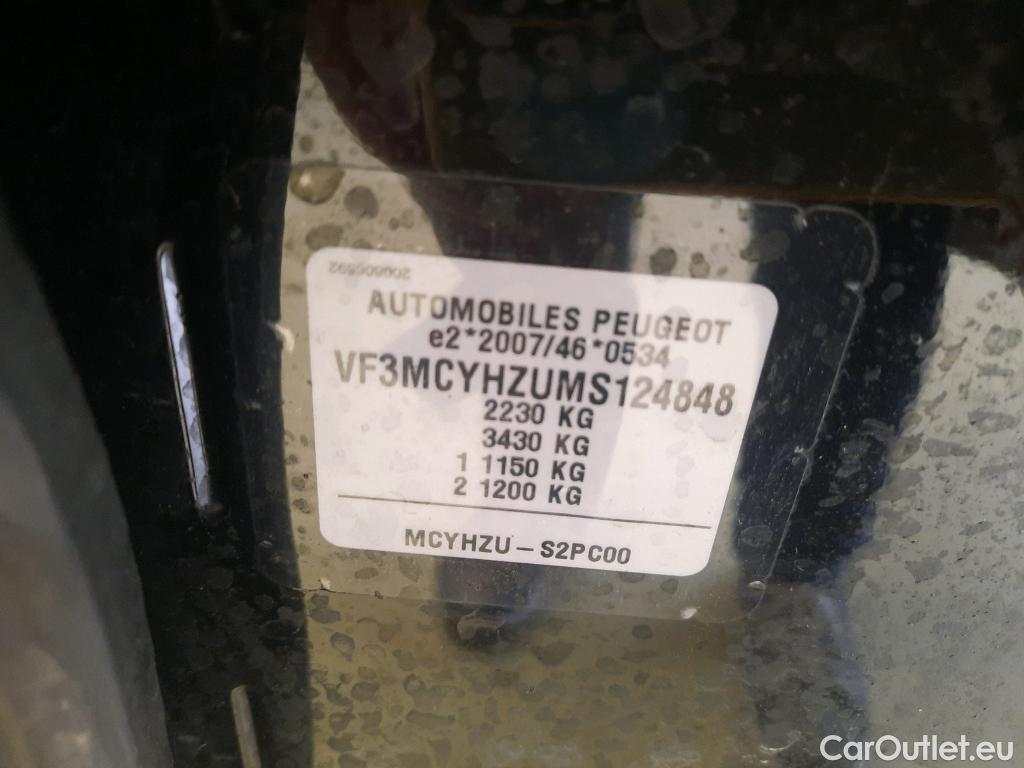 200606592
AUTOMOBILES PEUGEOT
e2*2007/46*0534
VF3MCYHZUMS124848
2230 KG
3430 KG
1 1150 KG
2 1200 KG
MCYHZU - S2PC00
CarOutlet.eu